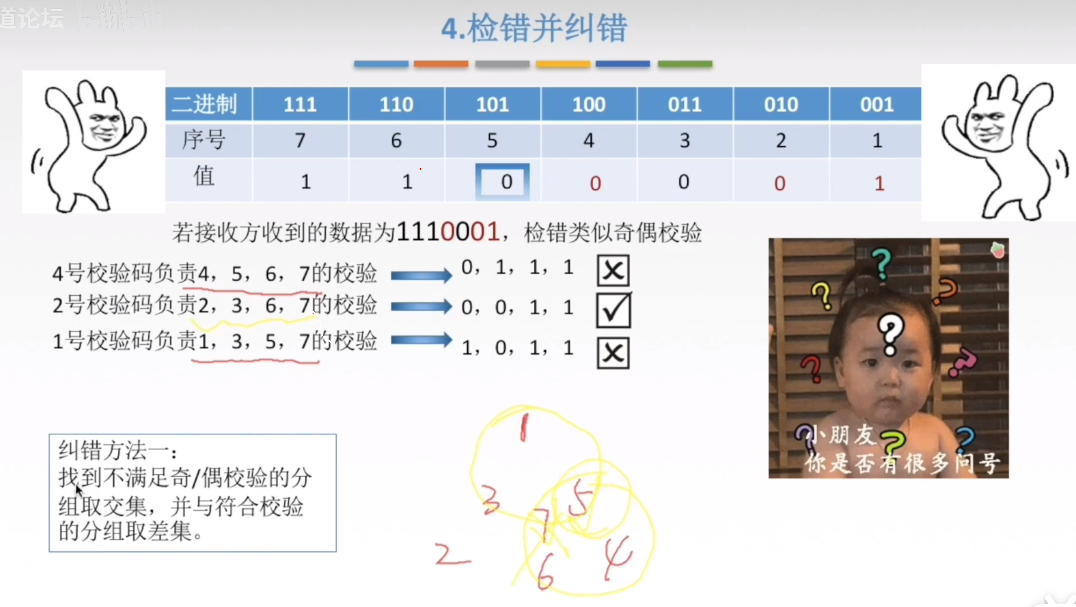 道论坛
4.检错并纠错
二进制 111 110 101 100 011 010 001
序号 7 6 5 4 3 2 1
值 1 1 0 0 0 0 1
若接收方收到的数据为1110001，检错类似奇偶校验
4号校验码负责4，5，6，7的校验 0，1，1，1
2号校验码负责2，3，6，7的校验 0，0，1，1
1号校验码负责1，3，5，7的校验 1，0，1，1
纠错方法一：
找到不满足奇/偶校验的分
组取交集，并与符合校验
的分组取差集。
1
3 5
7
2 6 4
小朋友
你是否有很多问号